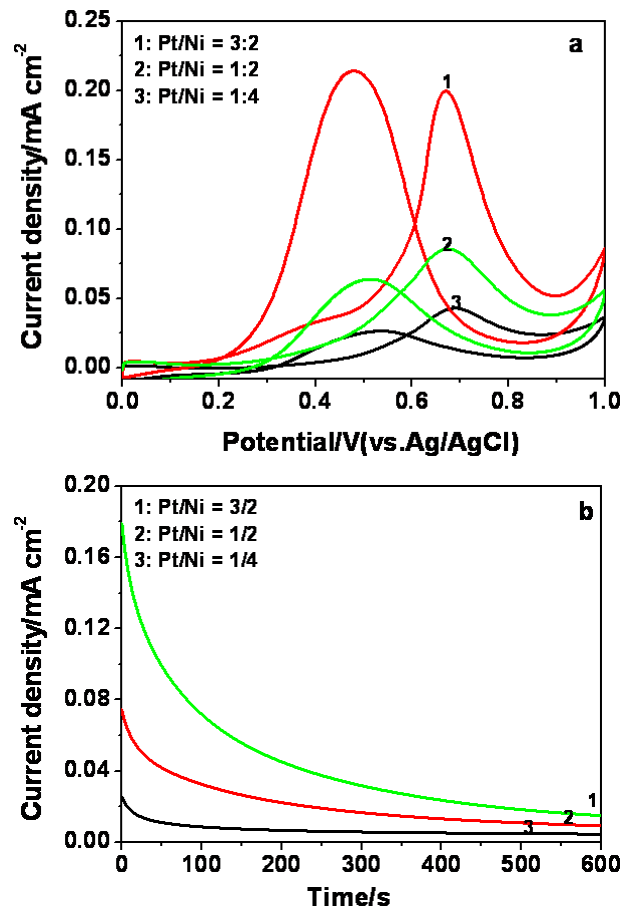 1: Pt/Ni = 3:2
2: Pt/Ni = 1:2
3: Pt/Ni = 1:4
a
0.25
0.20
0.15
0.10
0.05
0.00
1
2
3
0.0 0.2 0.4 0.6 0.8 1.0
Current density/mA cm-2
Potential/V(vs.Ag/AgCl)
1: Pt/Ni = 3/2
2: Pt/Ni = 1/2
3: Pt/Ni = 1/4
b
0.20
0.16
0.12
0.08
0.04
0.00
1
2
3
0 100 200 300 400 500 600
Current density/mA cm-2
Time/s